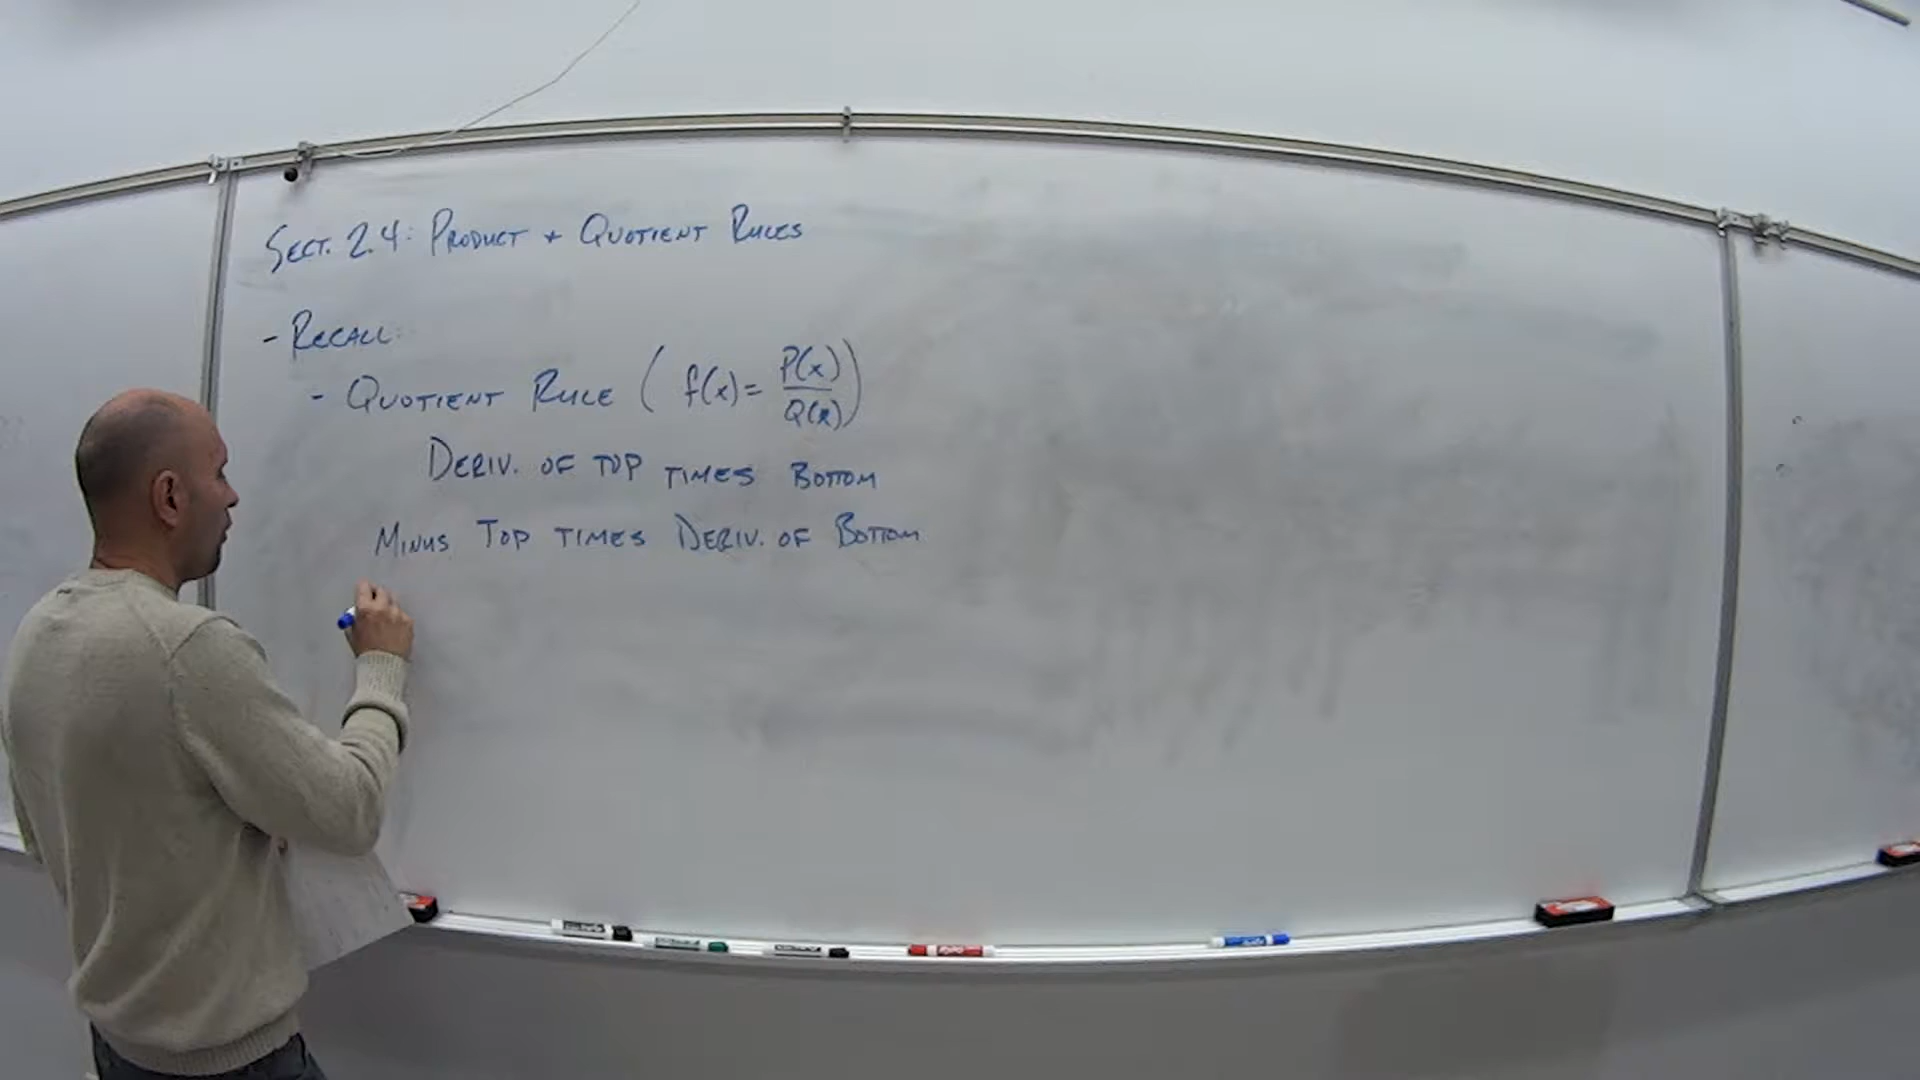 Sect. 2.4: Product + Quotient Rules
- Recall:
- Quotient Rule ( f(x) = P(x)/Q(x) )
Deriv. of top times Bottom
Minus Top times Deriv. of Bottom